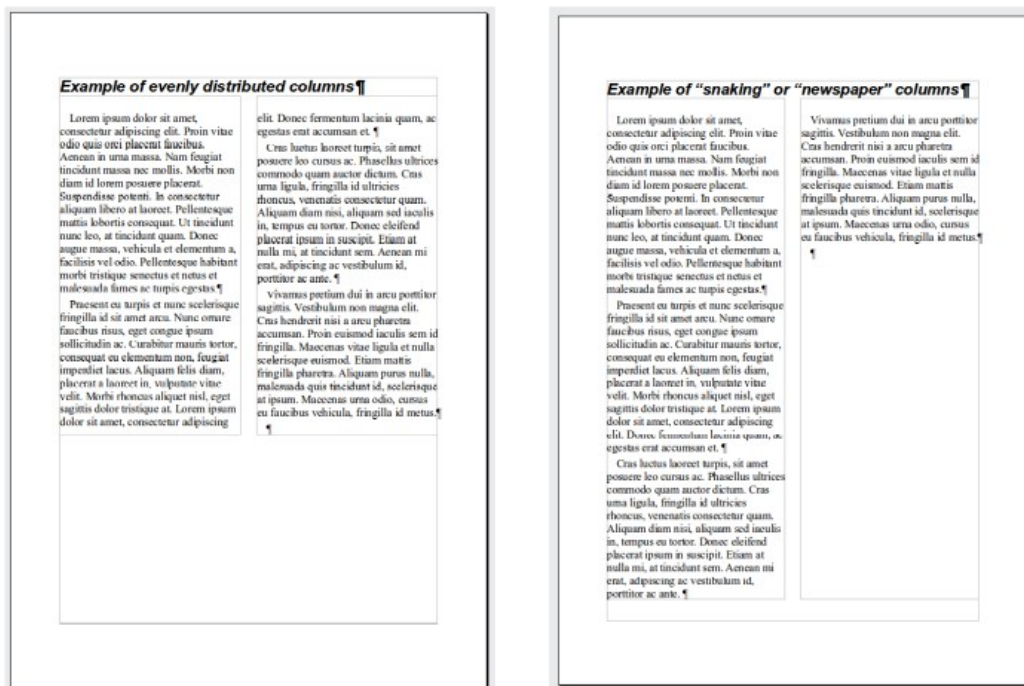 Example of evenly distributed columns¶
Lorem ipsum dolor sit amet,
consectetur adipiscing elit. Proin vitae
odio quis orci placerat faucibus.
Aenean in urna massa. Nam feugiat
tincidunt massa nec mollis. Morbi non
diam id lorem posuere placerat.
Suspendisse potenti. In consectetur
aliquam libero at laoreet. Pellentesque
mattis lobortis consequat. Ut tincidunt
nunc leo, at tincidunt quam. Donec
augue massa, vehicula et elementum a,
facilisis vel odio. Pellentesque habitant
morbi tristique senectus et netus et
malesuada fames ac turpis egestas.¶
Praesent eu turpis et nunc scelerisque
fringilla id sit amet arcu. Nunc ornare
faucibus risus, eget congue ipsum
sollicitudin ac. Curabitur mauris tortor,
consequat eu elementum non, feugiat
imperdiet lacus. Aliquam felis diam,
placerat a laoreet in, vulputate vitae
velit. Morbi rhoncus aliquet nisl, eget
sagittis dolor tristique at. Lorem ipsum
dolor sit amet, consectetur adipiscing
elit. Donec fermentum lacinia quam, ac
egestas erat accumsan et. ¶
Cras luctus laoreet turpis, sit amet
posuere leo cursus ac. Phasellus ultrices
commodo quam auctor dictum. Cras
urna ligula, fringilla id ultricies
rhoncus, venenatis consectetur quam.
Aliquam diam nisi, aliquam sed iaculis
in, tempus eu tortor. Donec eleifend
placerat ipsum in suscipit. Etiam at
nulla mi, at tincidunt sem. Aenean mi
erat, adipiscing ac vestibulum id,
porttitor ac ante. ¶
Vivamus pretium dui in arcu porttitor
sagittis. Vestibulum non magna elit.
Cras hendrerit nisi a arcu pharetra
accumsan. Proin euismod iaculis sem id
fringilla. Maecenas vitae ligula et nulla
scelerisque euismod. Etiam mattis
fringilla pharetra. Aliquam purus nulla,
malesuada quis tincidunt id, scelerisque
at ipsum. Maecenas urna odio, cursus
eu faucibus vehicula, fringilla id metus.¶
¶
Example of “snaking” or “newspaper” columns¶
Lorem ipsum dolor sit amet,
consectetur adipiscing elit. Proin vitae
odio quis orci placerat faucibus.
Aenean in urna massa. Nam feugiat
tincidunt massa nec mollis. Morbi non
diam id lorem posuere placerat.
Suspendisse potenti. In consectetur
aliquam libero at laoreet. Pellentesque
mattis lobortis consequat. Ut tincidunt
nunc leo, at tincidunt quam. Donec
augue massa, vehicula et elementum a,
facilisis vel odio. Pellentesque habitant
morbi tristique senectus et netus et
malesuada fames ac turpis egestas.¶
Praesent eu turpis et nunc scelerisque
fringilla id sit amet arcu. Nunc ornare
faucibus risus, eget congue ipsum
sollicitudin ac. Curabitur mauris tortor,
consequat eu elementum non, feugiat
imperdiet lacus. Aliquam felis diam,
placerat a laoreet in, vulputate vitae
velit. Morbi rhoncus aliquet nisl, eget
sagittis dolor tristique at. Lorem ipsum
dolor sit amet, consectetur adipiscing
elit. Donec fermentum lacinia quam, ac
egestas erat accumsan et. ¶
Cras luctus laoreet turpis, sit amet
posuere leo cursus ac. Phasellus ultrices
commodo quam auctor dictum. Cras
urna ligula, fringilla id ultricies
rhoncus, venenatis consectetur quam.
Aliquam diam nisi, aliquam sed iaculis
in, tempus eu tortor. Donec eleifend
placerat ipsum in suscipit. Etiam at
nulla mi, at tincidunt sem. Aenean mi
erat, adipiscing ac vestibulum id,
porttitor ac ante. ¶
Vivamus pretium dui in arcu porttitor
sagittis. Vestibulum non magna elit.
Cras hendrerit nisi a arcu pharetra
accumsan. Proin euismod iaculis sem id
fringilla. Maecenas vitae ligula et nulla
scelerisque euismod. Etiam mattis
fringilla pharetra. Aliquam purus nulla,
malesuada quis tincidunt id, scelerisque
at ipsum. Maecenas urna odio, cursus
eu faucibus vehicula, fringilla id metus.¶
¶